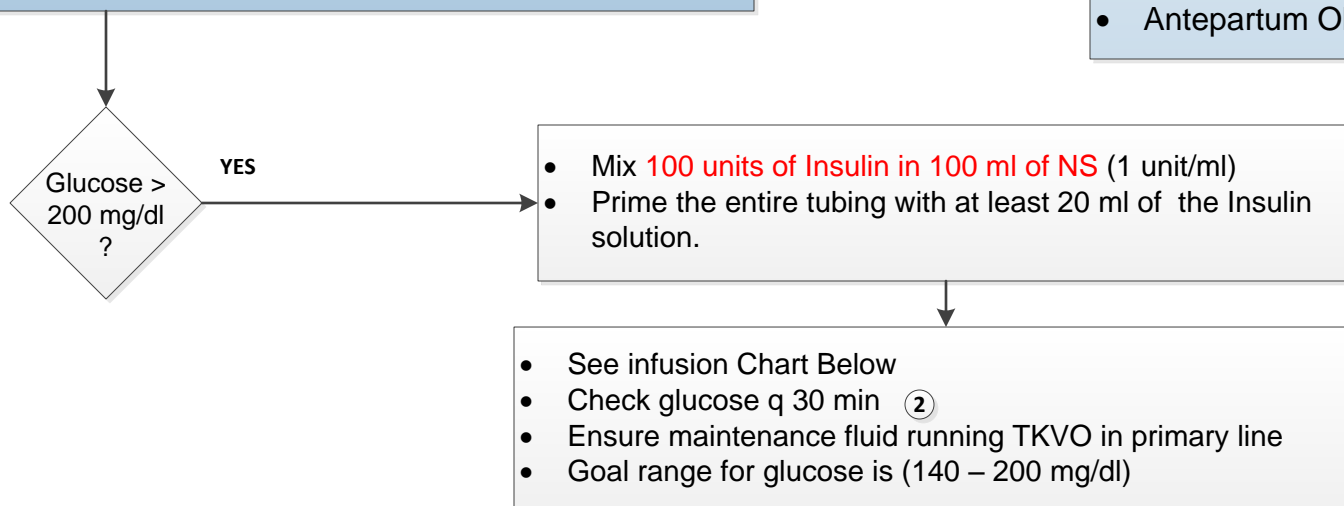 • Antepartum O
Glucose >
200 mg/dl
?
YES
• Mix 100 units of Insulin in 100 ml of NS (1 unit/ml)
• Prime the entire tubing with at least 20 ml of the Insulin
solution.
• See infusion Chart Below
• Check glucose q 30 min ②
• Ensure maintenance fluid running TKVO in primary line
• Goal range for glucose is (140 – 200 mg/dl)